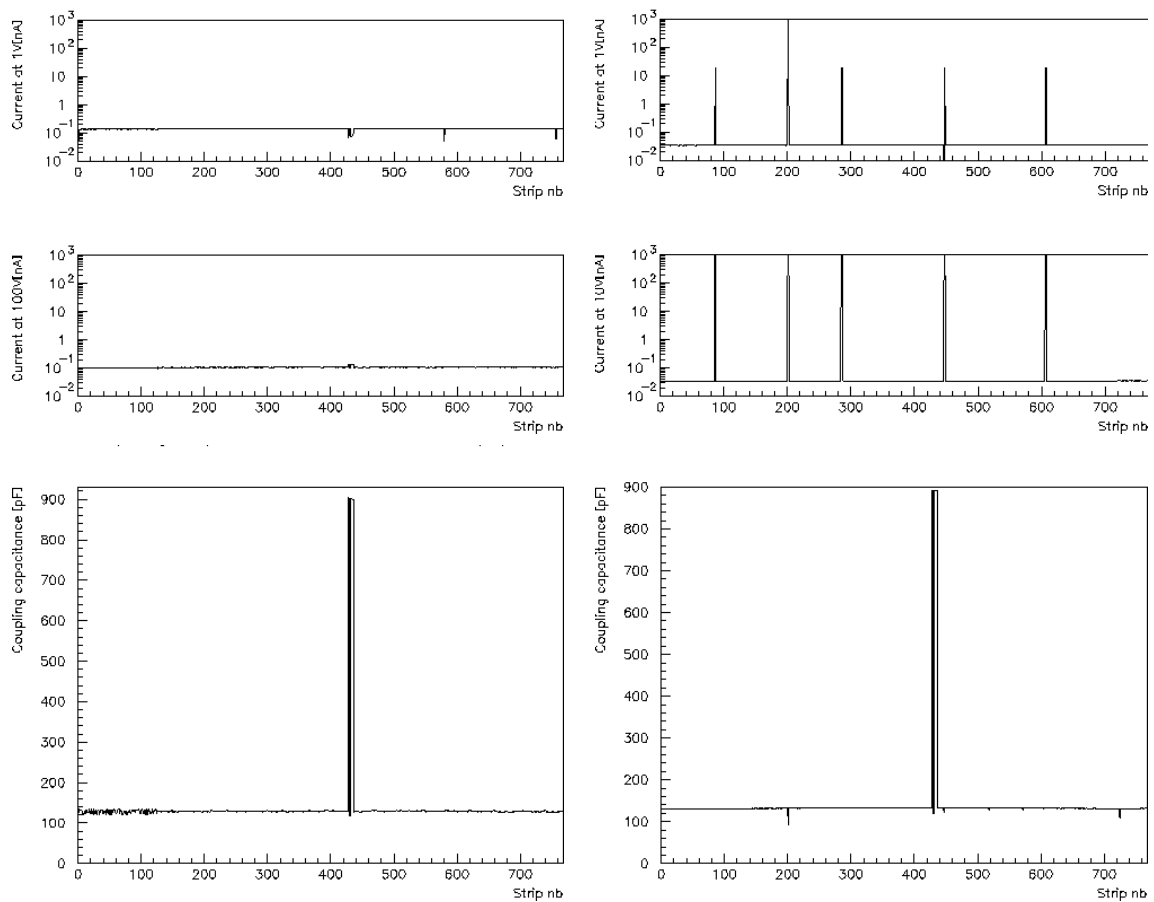 Current at 1V[nA]
10³
10²
10
1
10⁻¹
10⁻²
0 100 200 300 400 500 600 700
Strip nb
Current at 1V[nA]
10³
10²
10
1
10⁻¹
10⁻²
0 100 200 300 400 500 600 700
Strip nb
Current at 100V[nA]
10³
10²
10
1
10⁻¹
10⁻²
0 100 200 300 400 500 600 700
Strip nb
Current at 10V[nA]
10³
10²
10
1
10⁻¹
10⁻²
0 100 200 300 400 500 600 700
Strip nb
Coupling capacitance [pF]
900
800
700
600
500
400
300
200
100
0
0 100 200 300 400 500 600 700
Strip nb
Coupling capacitance [pF]
900
800
700
600
500
400
300
200
100
0
0 100 200 300 400 500 600 700
Strip nb